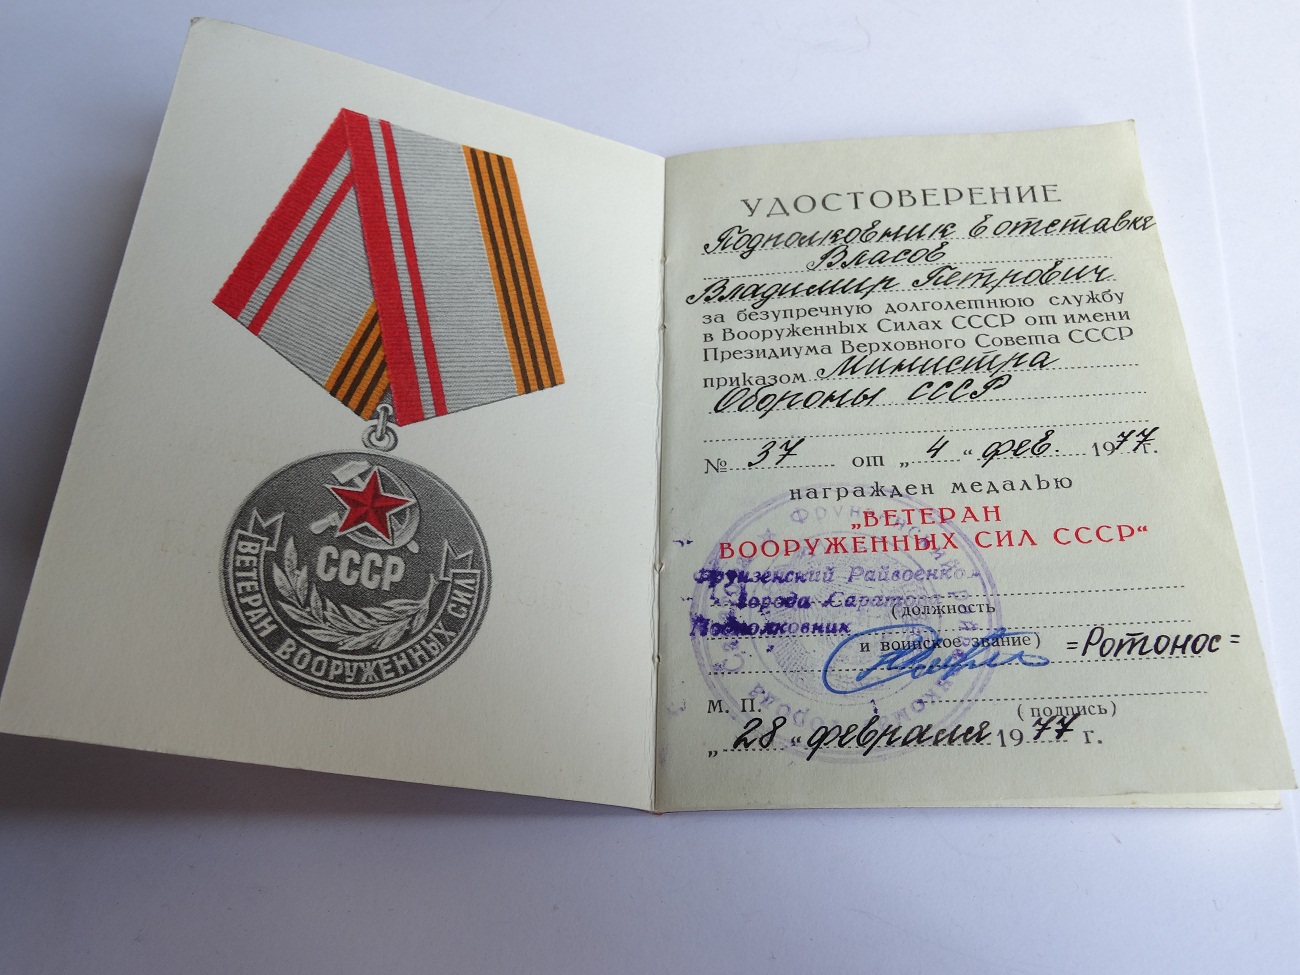 СССР
ВЕТЕРАН ВООРУЖЕННЫХ СИЛ
УДОСТОВЕРЕНИЕ
Подполковник в отставке
Власов
Владимир Петрович
за безупречную долголетнюю службу
в Вооруженных Силах СССР от имени
Президиума Верховного Совета СССР
приказом Министра
Обороны СССР
№ 37 от „4“ фев. 1977 г.
награжден медалью
„ВЕТЕРАН
ВООРУЖЕННЫХ СИЛ СССР“
Фрунзенский Райвоенко
города Саратова
(должность
Подполковник
и воинское звание) =Ротонос=
М. П.
(подпись)
„28“ февраля 1977 г.